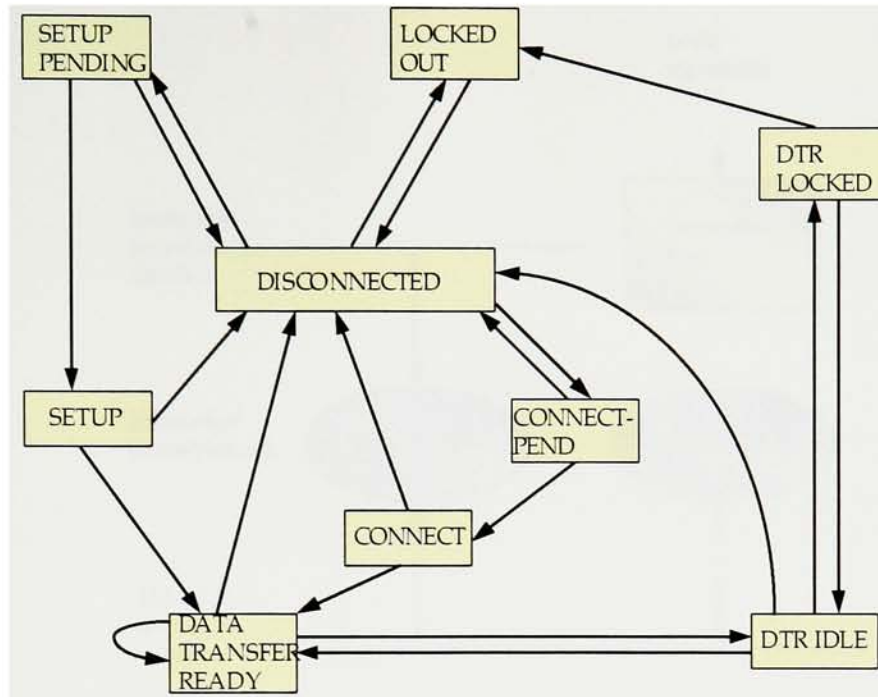 SETUP
PENDING
LOCKED
OUT
DTR
LOCKED
DISCONNECTED
SETUP
CONNECT-
PEND
CONNECT
DATA
TRANSFER
READY
DTR IDLE